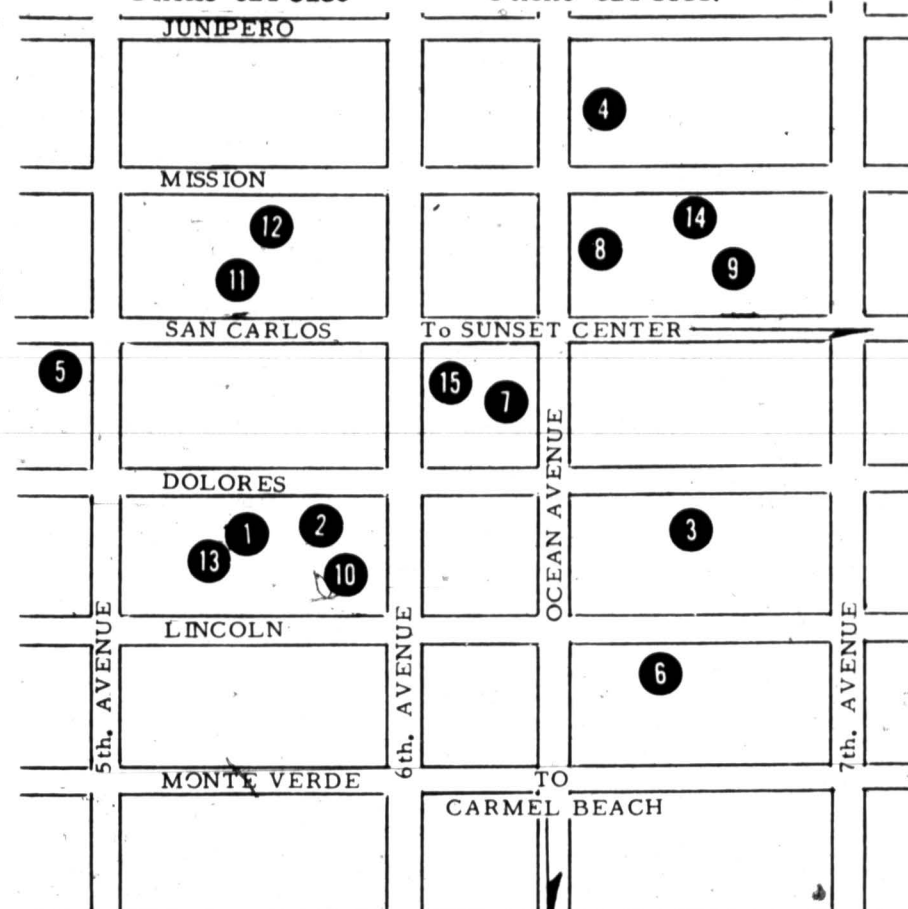 JUNIPERO
4
MISSION
12
14
8
11
9
SAN CARLOS
To SUNSET CENTER
5
15
7
OCEAN AVENUE
DOLORES
1
2
3
13
10
5th. AVENUE
LINCOLN
6th. AVENUE
7th. AVENUE
6
MONTE VERDE
TO
CARMEL BEACH